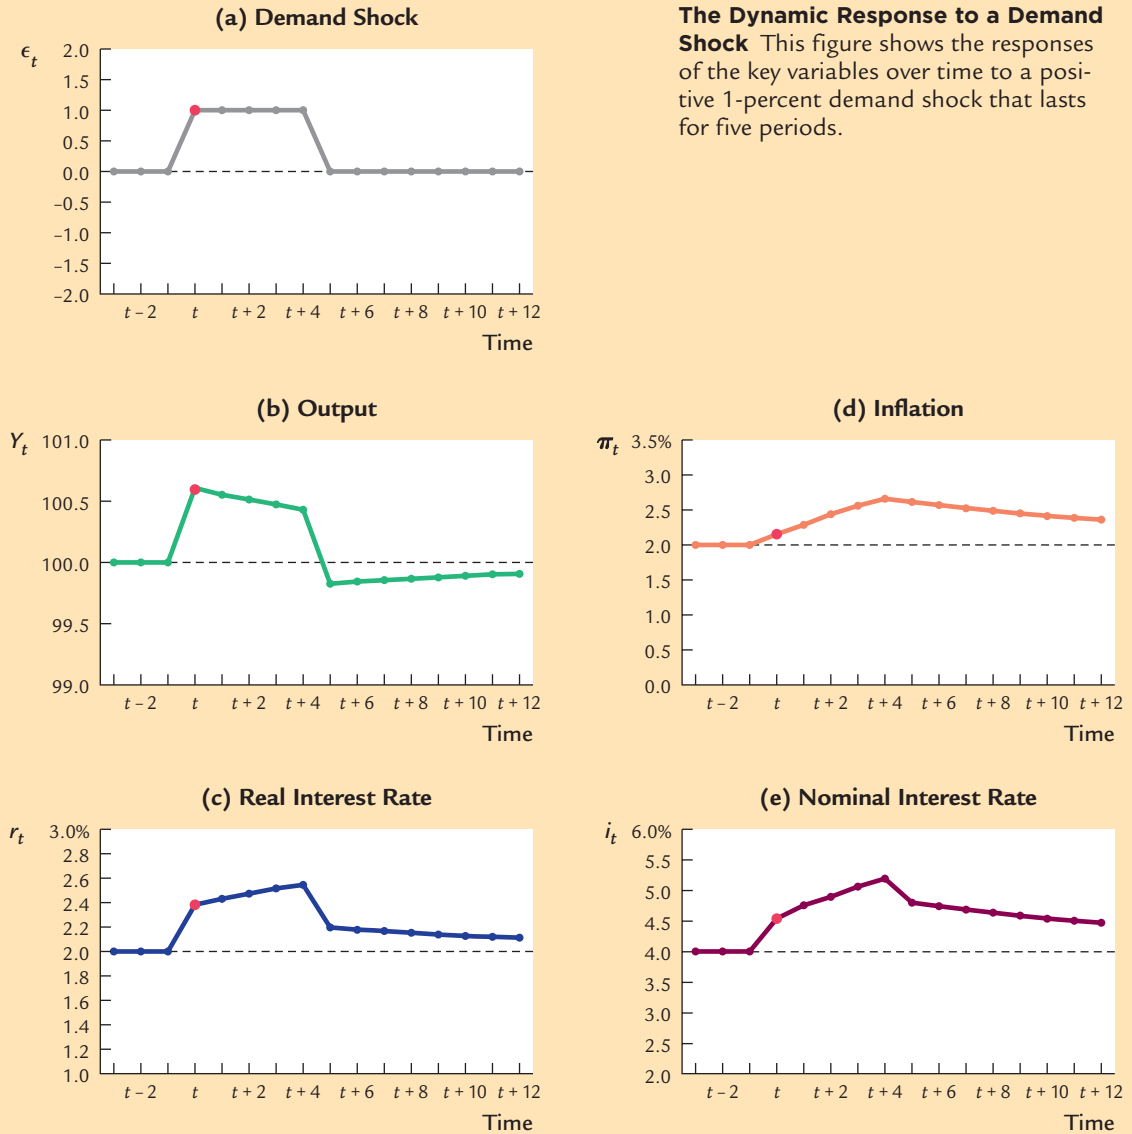 (a) Demand Shock
ϵt
2.0
1.5
1.0
0.5
0.0
–0.5
–1.0
–1.5
–2.0
t – 2 t t + 2 t + 4 t + 6 t + 8 t + 10 t + 12
Time
The Dynamic Response to a Demand
Shock This figure shows the responses
of the key variables over time to a posi-
tive 1-percent demand shock that lasts
for five periods.
(b) Output
Yt
101.0
100.5
100.0
99.5
99.0
t – 2 t t + 2 t + 4 t + 6 t + 8 t + 10 t + 12
Time
(d) Inflation
πt
3.5%
3.0
2.5
2.0
1.5
1.0
0.5
0.0
t – 2 t t + 2 t + 4 t + 6 t + 8 t + 10 t + 12
Time
(c) Real Interest Rate
rt
3.0%
2.8
2.6
2.4
2.2
2.0
1.8
1.6
1.4
1.2
1.0
t – 2 t t + 2 t + 4 t + 6 t + 8 t + 10 t + 12
Time
(e) Nominal Interest Rate
it
6.0%
5.5
5.0
4.5
4.0
3.5
3.0
2.5
2.0
t – 2 t t + 2 t + 4 t + 6 t + 8 t + 10 t + 12
Time